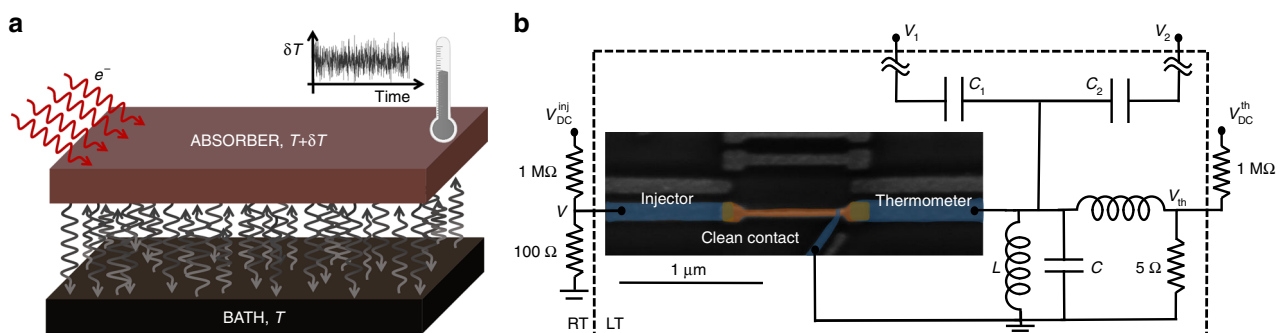 a
δT
Time
e⁻
ABSORBER, T+δT
BATH, T
b
V₁
V₂
C₁
C₂
V_DC^inj
V_DC^th
1 MΩ
1 MΩ
Injector
Thermometer
V
V_th
Clean contact
100 Ω
L
C
5 Ω
1 μm
RT
LT